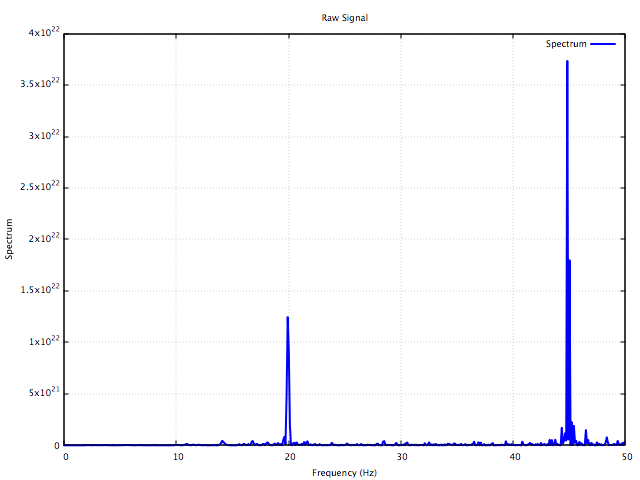 Raw Signal
Spectrum
4x10^22
3.5x10^22
3x10^22
2.5x10^22
2x10^22
1.5x10^22
1x10^22
5x10^21
0
Spectrum
0 10 20 30 40 50
Frequency (Hz)